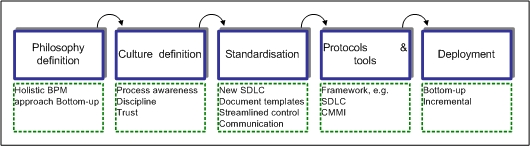 Philosophy
definition
Culture definition
Standardisation
Protocols &
tools
Deployment
Holistic BPM
approach Bottom-up
Process awareness
Discipline
Trust
New SDLC
Document templates
Streamlined control
Communication
Framework, e.g.
SDLC
CMMI
Bottom-up
Incremental